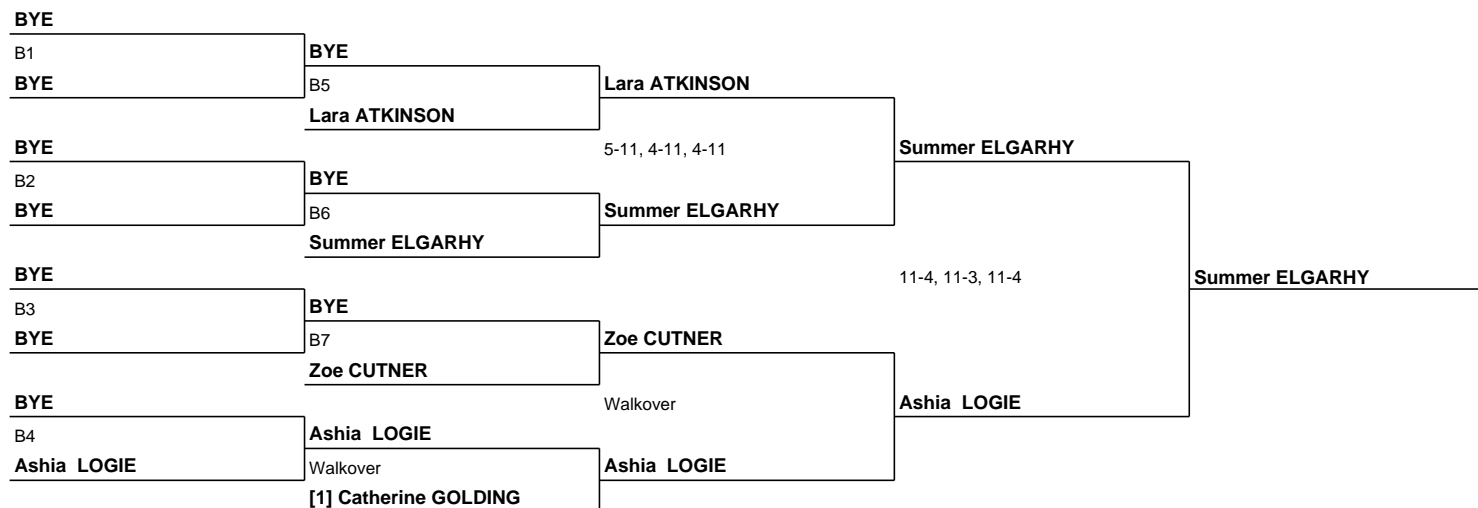 BYE
B1
BYE
BYE
B5
Lara ATKINSON
Lara ATKINSON
BYE
B2
BYE
BYE
B6
Summer ELGARHY
5-11, 4-11, 4-11
Summer ELGARHY
Summer ELGARHY
BYE
B3
BYE
BYE
B7
Zoe CUTNER
Zoe CUTNER
11-4, 11-3, 11-4
Summer ELGARHY
BYE
B4
Ashia  LOGIE
Ashia  LOGIE
Walkover
[1] Catherine GOLDING
Walkover
Ashia  LOGIE
Ashia  LOGIE